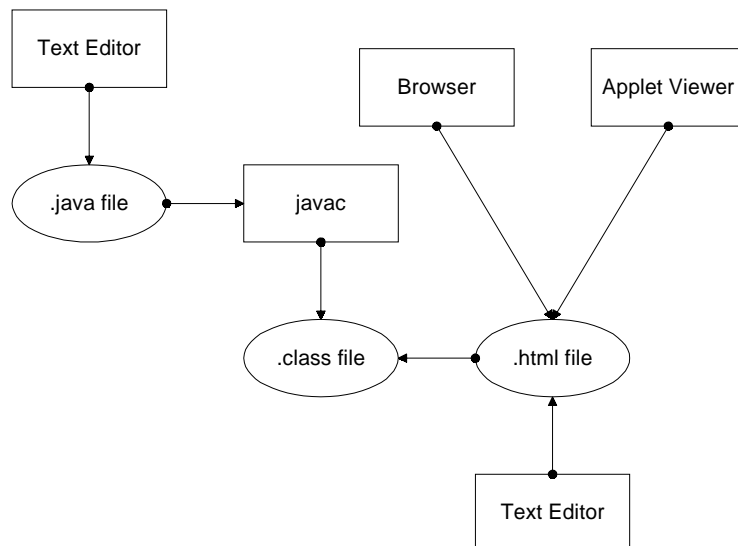 Text Editor
Browser
Applet Viewer
.java file
javac
.class file
.html file
Text Editor